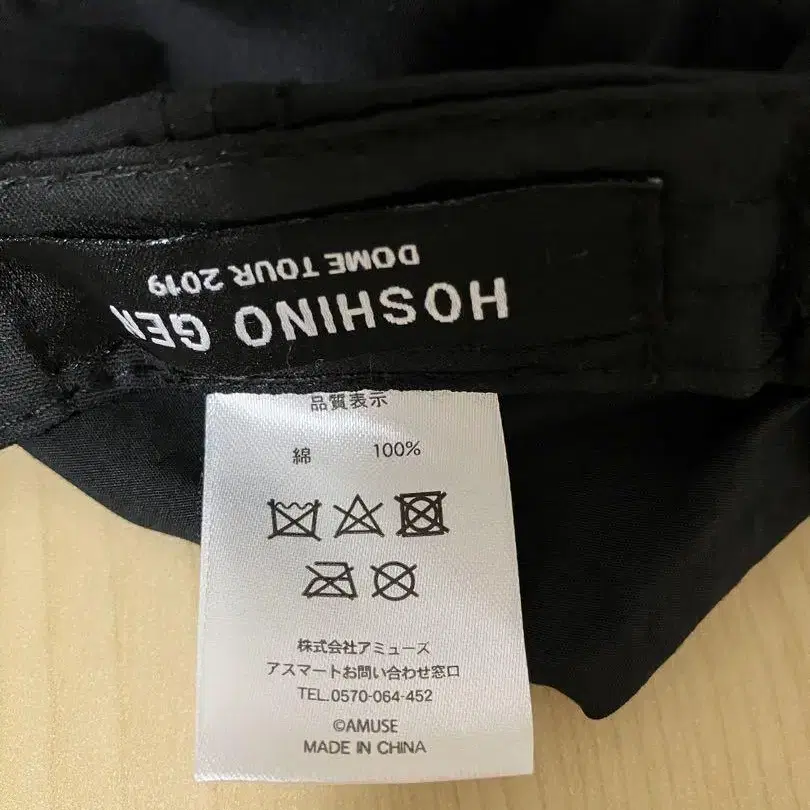 HOSHINO GEN
DOME TOUR 2019
品質表示
綿 100%
株式会社アミューズ
アスマートお問い合わせ窓口
TEL.0570-064-452
©AMUSE
MADE IN CHINA